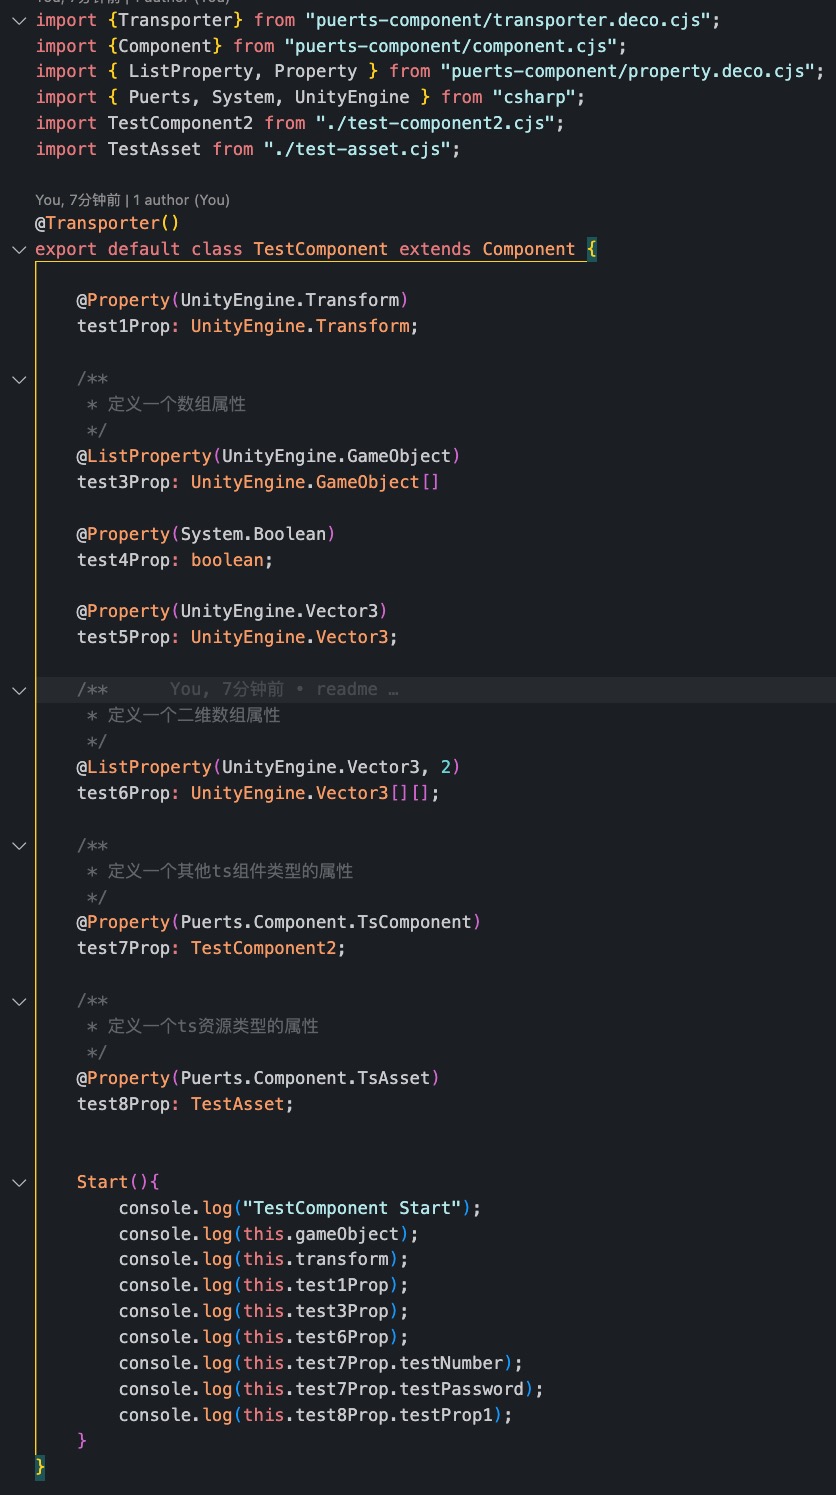 import {Transporter} from "puerts-component/transporter.deco.cjs";
import {Component} from "puerts-component/component.cjs";
import { ListProperty, Property } from "puerts-component/property.deco.cjs";
import { Puerts, System, UnityEngine } from "csharp";
import TestComponent2 from "./test-component2.cjs";
import TestAsset from "./test-asset.cjs";
You, 7分钟前 | 1 author (You)
@Transporter()
export default class TestComponent extends Component {
@Property(UnityEngine.Transform)
test1Prop: UnityEngine.Transform;
/**
* 定义一个数组属性
*/
@ListProperty(UnityEngine.GameObject)
test3Prop: UnityEngine.GameObject[]
@Property(System.Boolean)
test4Prop: boolean;
@Property(UnityEngine.Vector3)
test5Prop: UnityEngine.Vector3;
/** You, 7分钟前 • readme …
* 定义一个二维数组属性
*/
@ListProperty(UnityEngine.Vector3, 2)
test6Prop: UnityEngine.Vector3[][];
/**
* 定义一个其他ts组件类型的属性
*/
@Property(Puerts.Component.TsComponent)
test7Prop: TestComponent2;
/**
* 定义一个ts资源类型的属性
*/
@Property(Puerts.Component.TsAsset)
test8Prop: TestAsset;
Start(){
console.log("TestComponent Start");
console.log(this.gameObject);
console.log(this.transform);
console.log(this.test1Prop);
console.log(this.test3Prop);
console.log(this.test6Prop);
console.log(this.test7Prop.testNumber);
console.log(this.test7Prop.testPassword);
console.log(this.test8Prop.testProp1);
}
}